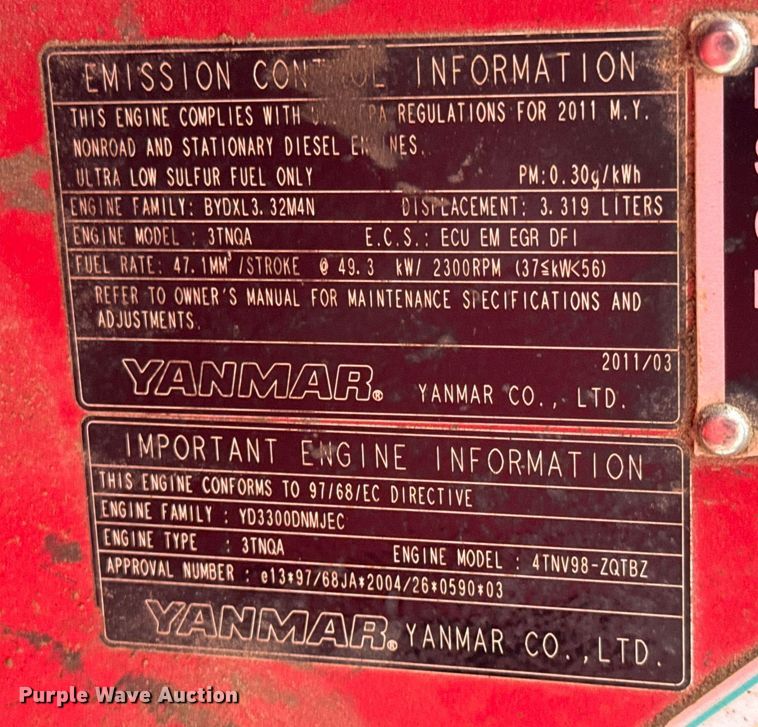 EMISSION CONTROL INFORMATION
THIS ENGINE COMPLIES WITH EPA REGULATIONS FOR 2011 M.Y.
NONROAD AND STATIONARY DIESEL ENGINES.
ULTRA LOW SULFUR FUEL ONLY PM:0.30g/kWh
ENGINE FAMILY: BYDXL3.32M4N DISPLACEMENT: 3.319 LITERS
ENGINE MODEL : 3TNQA E.C.S.: ECU EM EGR DFI
FUEL RATE: 47.1MM³/STROKE @ 49.3 kW/ 2300RPM (37≦kW<56)
REFER TO OWNER'S MANUAL FOR MAINTENANCE SPECIFICATIONS AND
ADJUSTMENTS.
2011/03
YANMAR® YANMAR CO., LTD.
IMPORTANT ENGINE INFORMATION
THIS ENGINE CONFORMS TO 97/68/EC DIRECTIVE
ENGINE FAMILY : YD3300DNMJEC
ENGINE TYPE : 3TNQA ENGINE MODEL : 4TNV98-ZQTBZ
APPROVAL NUMBER : e13*97/68JA*2004/26*0590*03
YANMAR® YANMAR CO.,LTD.
Purple Wave Auction